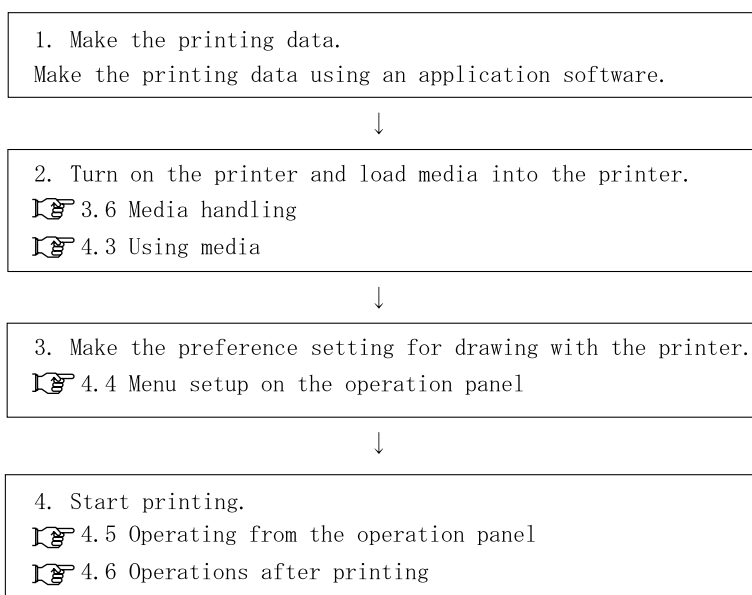 1. Make the printing data.
Make the printing data using an application software.
↓
2. Turn on the printer and load media into the printer.
3.6 Media handling
4.3 Using media
↓
3. Make the preference setting for drawing with the printer.
4.4 Menu setup on the operation panel
↓
4. Start printing.
4.5 Operating from the operation panel
4.6 Operations after printing